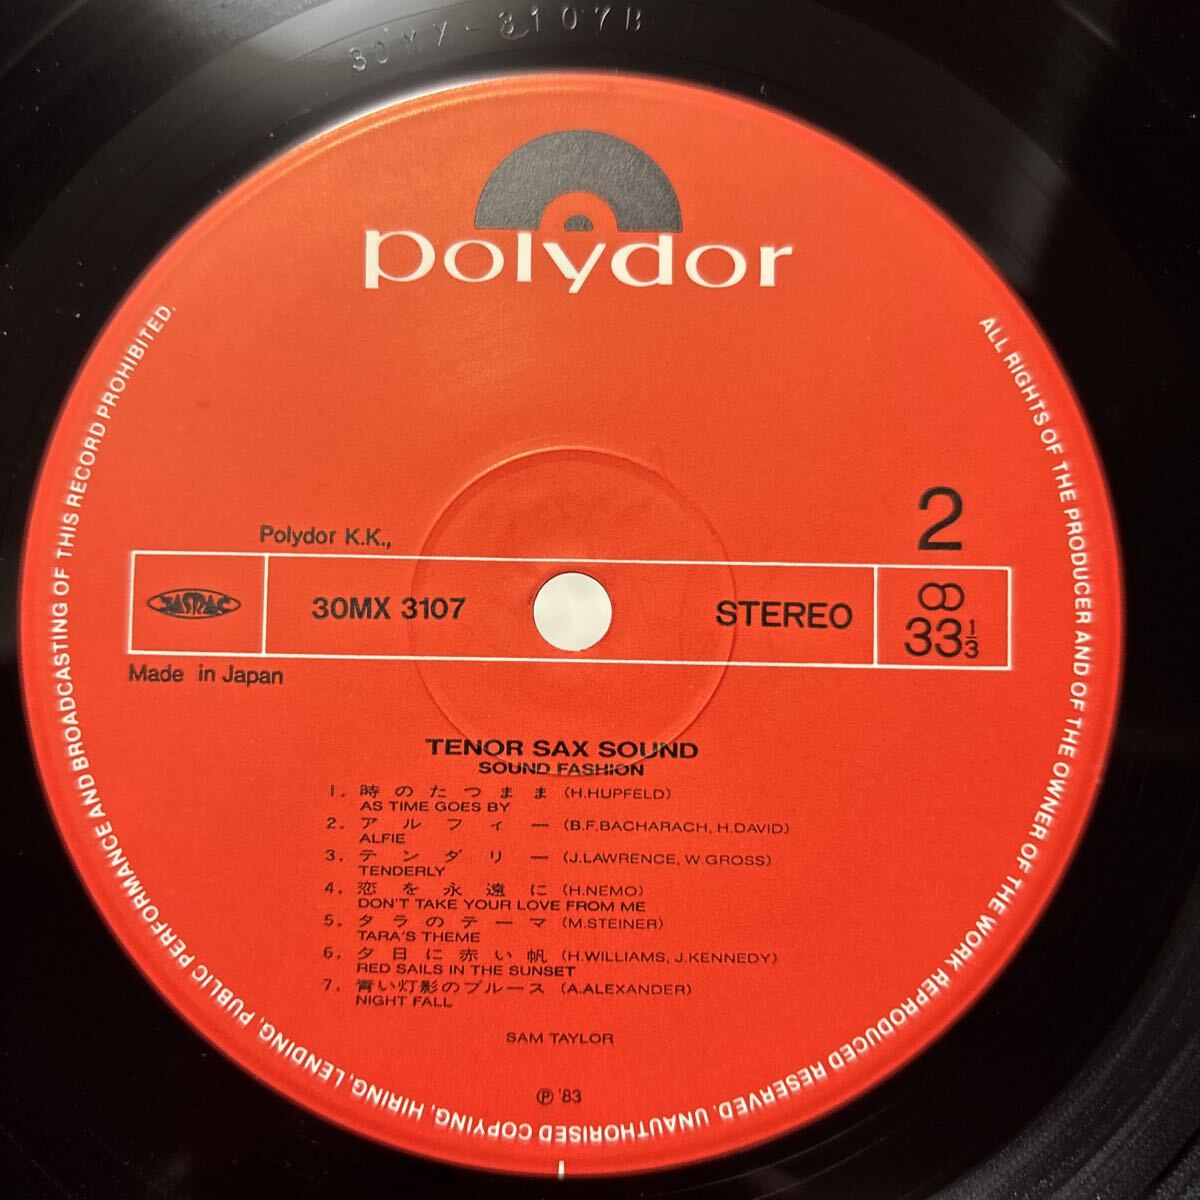 30MX-3107B
polydor
2
Polydor K.K.,
JASRAC
30MX 3107
STEREO
33 1/3
Made in Japan
TENOR SAX SOUND
SOUND FASHION
1. 時のたつまま (H.HUPFELD)
AS TIME GOES BY
2. アルフィー (B.F.BACHARACH, H.DAVID)
ALFIE
3. テンダリー (J.LAWRENCE, W.GROSS)
TENDERLY
4. 恋を永遠に (H.NEMO)
DON'T TAKE YOUR LOVE FROM ME
5. タラのテーマ (M.STEINER)
TARA'S THEME
6. 夕日に赤い帆 (H.WILLIAMS, J.KENNEDY)
RED SAILS IN THE SUNSET
7. 青い灯影のブルース (A.ALEXANDER)
NIGHT FALL
SAM TAYLOR
℗ '83
ALL RIGHTS OF THE PRODUCER AND OF THE OWNER OF THE WORK REPRODUCED RESERVED. UNAUTHORISED COPYING, HIRING, LENDING, PUBLIC PERFORMANCE AND BROADCASTING OF THIS RECORD PROHIBITED.